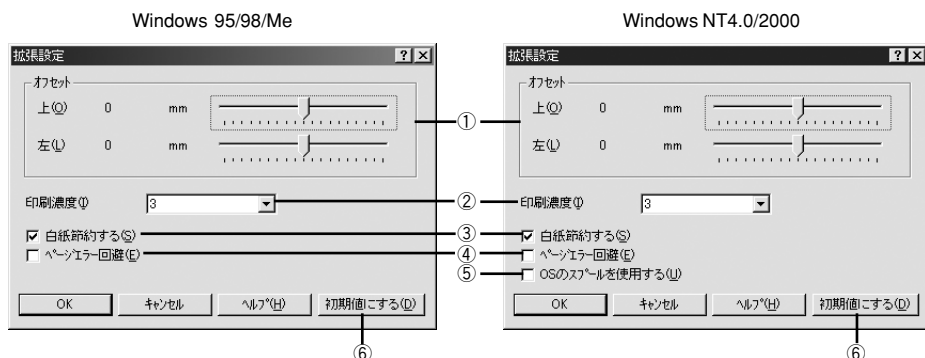 Windows 95/98/Me
拡張設定
オフセット
上(O) 0 mm
左(L) 0 mm
印刷濃度(I) 3
白紙節約する(S)
ページエラー回避(E)
OK キャンセル ヘルプ(H) 初期値にする(D)
Windows NT4.0/2000
拡張設定
オフセット
上(O) 0 mm
左(L) 0 mm
印刷濃度(I) 3
白紙節約する(S)
ページエラー回避(E)
OSのスプールを使用する(U)
OK キャンセル ヘルプ(H) 初期値にする(D)
①
②
③
④
⑤
⑥ ⑥